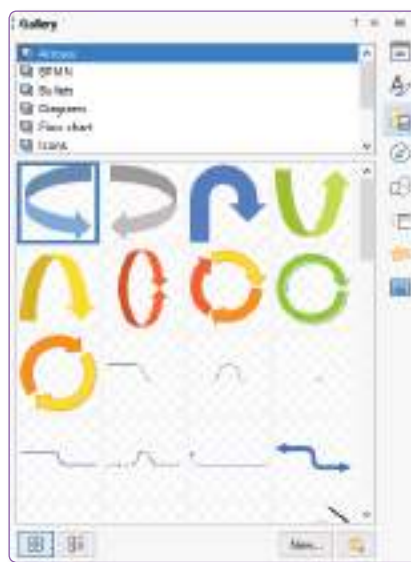 Gallery
Arrows
BPMN
Bullets
Diagrams
Flow chart
Icons
New...